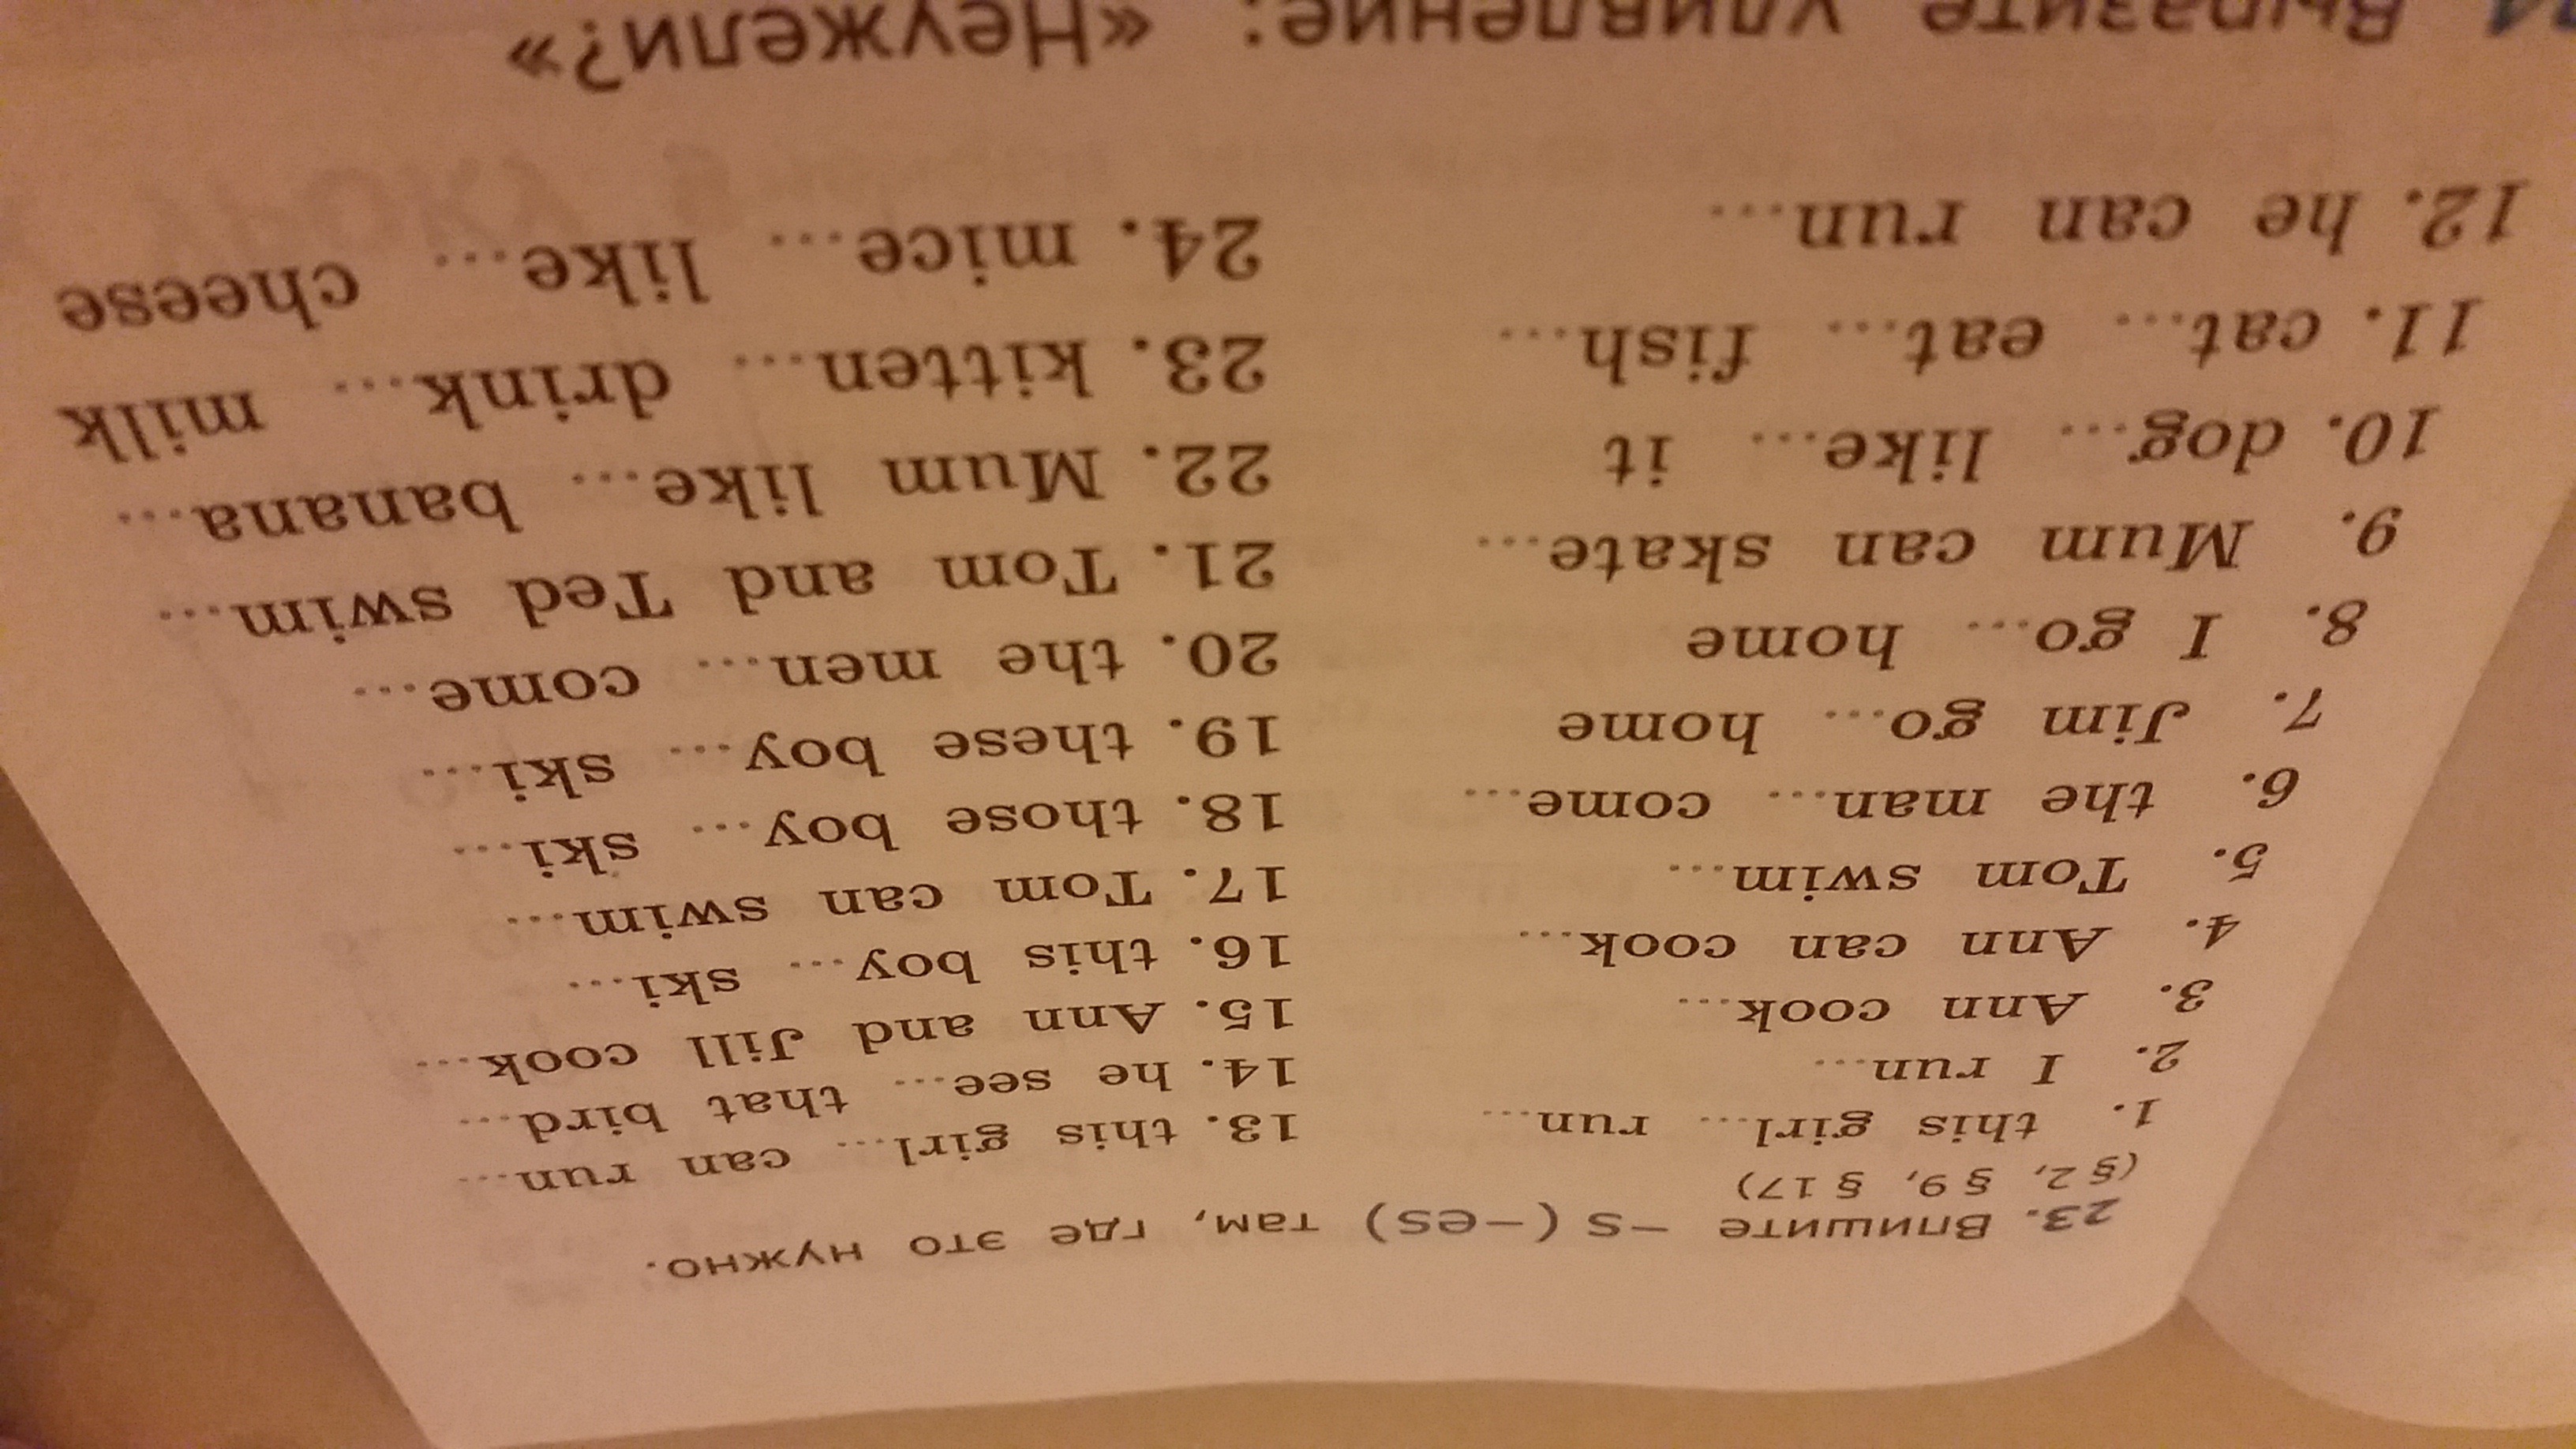 23. Впишите –s (–es) там, где это нужно.
(§ 2, § 9, § 17)
1. this girl... run...
2. I run...
3. Ann cook...
4. Ann can cook...
5. Tom swim...
6. the man... come...
7. Jim go... home
8. I go... home
9. Mum can skate...
10. dog... like... it
11. cat... eat... fish...
12. he can run...
13. this girl... can run...
14. he see... that bird...
15. Ann and Jill cook...
16. this boy... ski...
17. Tom can swim...
18. those boy... ski...
19. these boy... ski...
20. the men... come...
21. Tom and Ted swim...
22. Mum like... banana...
23. kitten... drink... milk
24. mice... like... cheese
Выразите удивление: «Неужели?»